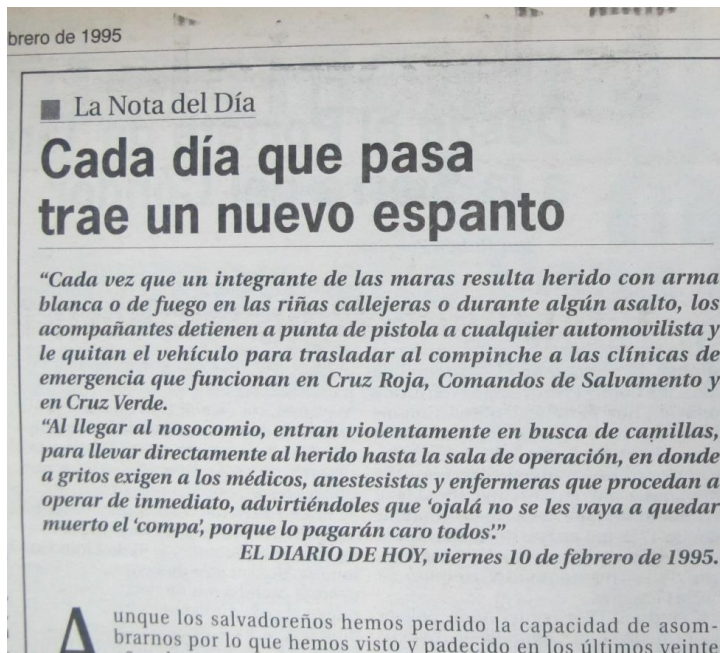 brero de 1995
La Nota del Día
Cada día que pasa
trae un nuevo espanto
“Cada vez que un integrante de las maras resulta herido con arma
blanca o de fuego en las riñas callejeras o durante algún asalto, los
acompañantes detienen a punta de pistola a cualquier automovilista y
le quitan el vehículo para trasladar al compinche a las clínicas de
emergencia que funcionan en Cruz Roja, Comandos de Salvamento y
en Cruz Verde.
“Al llegar al nosocomio, entran violentamente en busca de camillas,
para llevar directamente al herido hasta la sala de operación, en donde
a gritos exigen a los médicos, anestesistas y enfermeras que procedan a
operar de inmediato, advirtiéndoles que ‘ojalá no se les vaya a quedar
muerto el ‘compa’, porque lo pagarán caro todos’.”
EL DIARIO DE HOY, viernes 10 de febrero de 1995.
Aunque los salvadoreños hemos perdido la capacidad de asom-
brarnos por lo que hemos visto y padecido en los últimos veinte